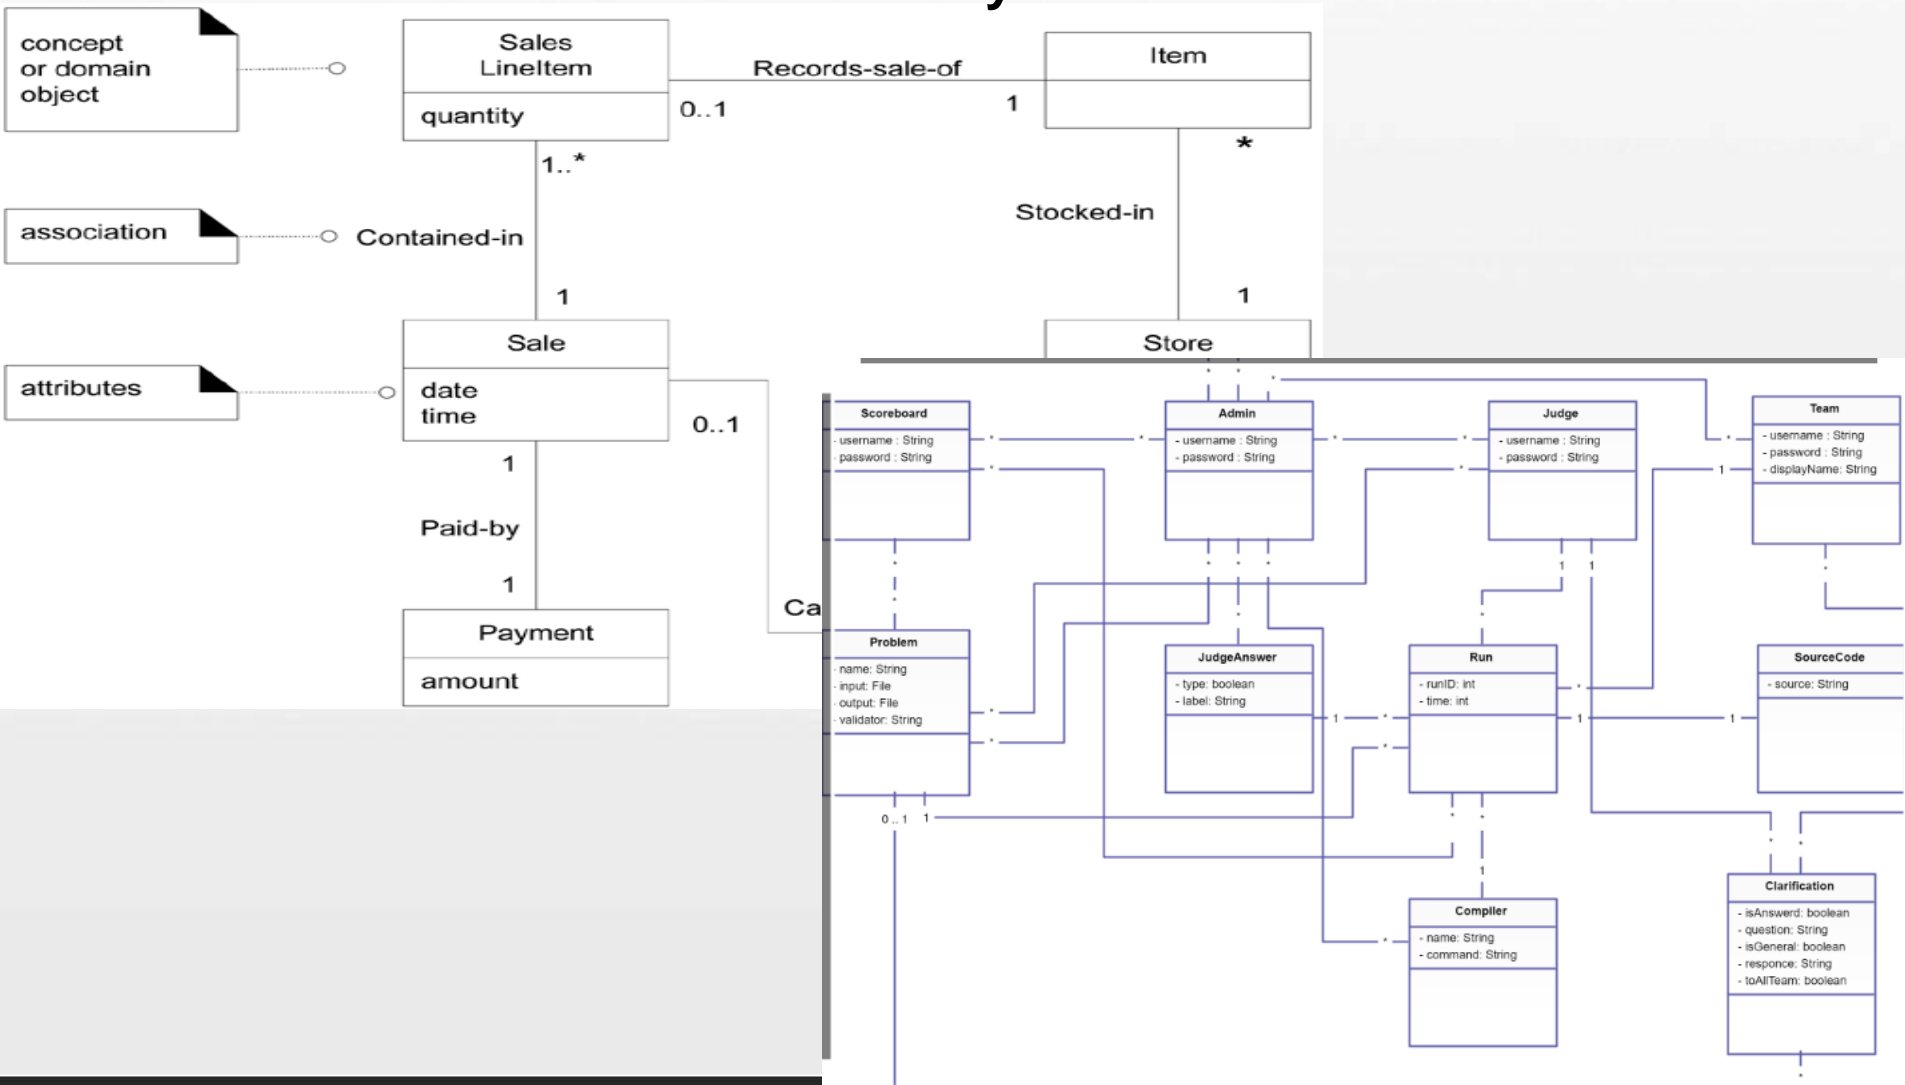 concept
or domain
object
Sales
LineItem
quantity
Records-sale-of
0..1
1
Item
1..*
*
association
Contained-in
Stocked-in
1
1
Sale
date
time
Store
attributes
0..1
1
Paid-by
1
Payment
amount
Scoreboard
- username : String
- password : String
Admin
- username : String
- password : String
Judge
- username : String
- password : String
Team
- username : String
- password : String
- displayName: String
* * * *
* * * *
* * 1
* * * * 1 1 *
* * *
Problem
- name: String
- input: File
- output: File
- validator: String
JudgeAnswer
- type: boolean
- label: String
Run
- runID: int
- time: int
SourceCode
- source: String
* *
1 * 1 1
* *
0..1 1
* * * *
1
Compiler
- name: String
- command: String
*
Clarification
- isAnswerd: boolean
- question: String
- isGeneral: boolean
- responce: String
- toAllTeam: boolean
*